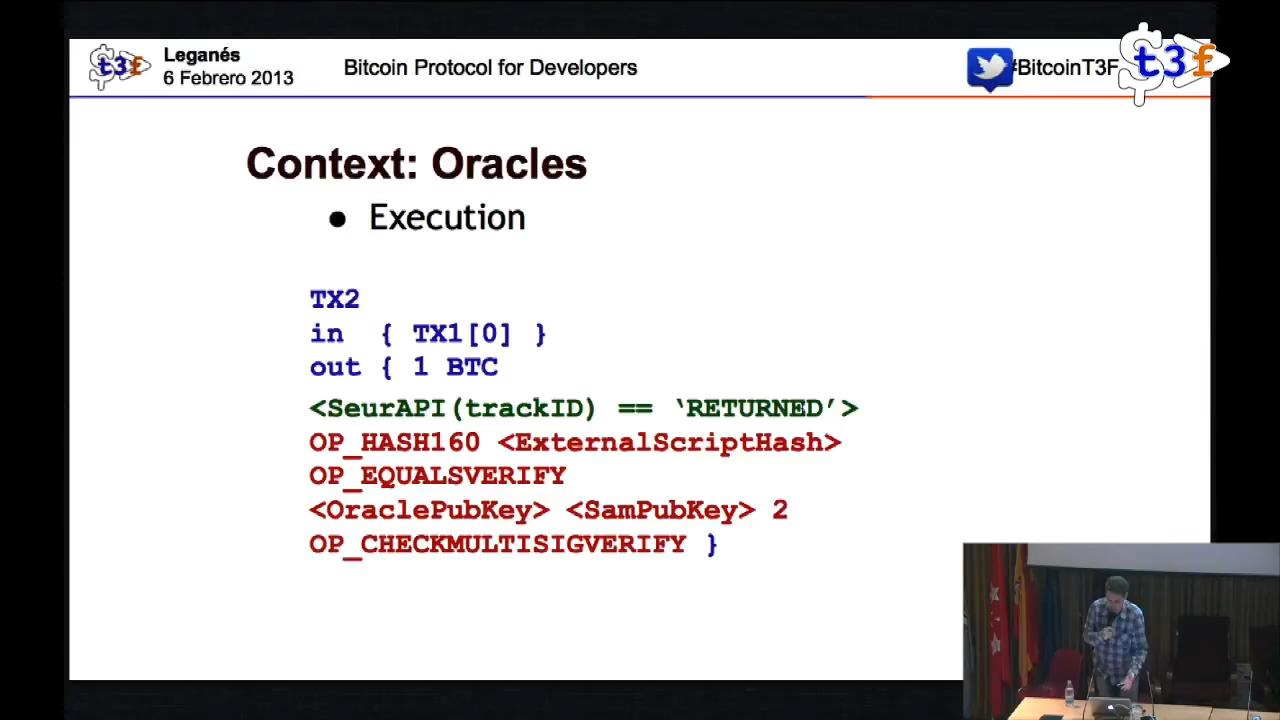 t3f
Leganés
6 Febrero 2013
Bitcoin Protocol for Developers
#BitcoinT3F
t3f
Context: Oracles
● Execution
TX2
in { TX1[0] }
out { 1 BTC
<SeurAPI(trackID) == ‘RETURNED’>
OP_HASH160 <ExternalScriptHash>
OP_EQUALSVERIFY
<OraclePubKey> <SamPubKey> 2
OP_CHECKMULTISIGVERIFY }